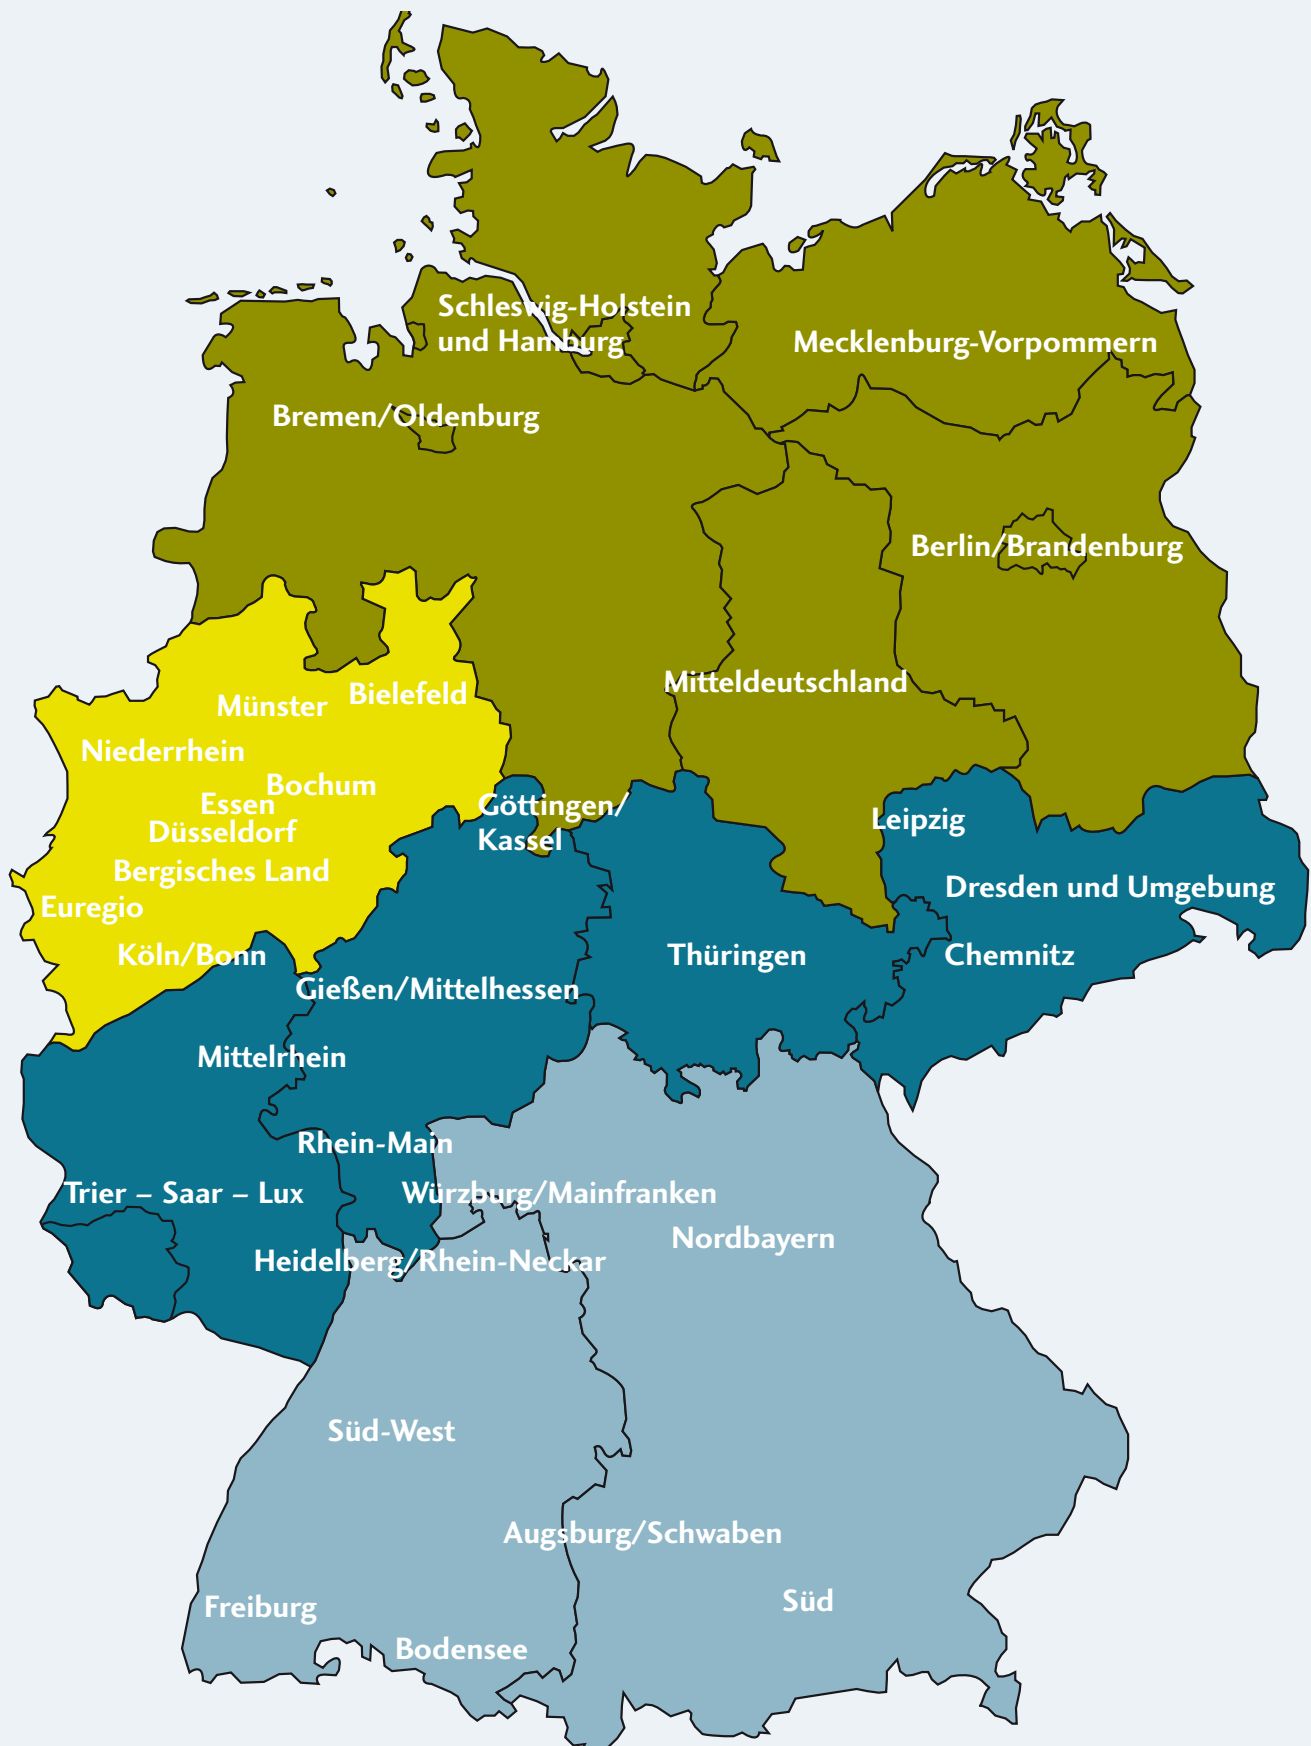 Schleswig-Holstein
und Hamburg
Mecklenburg-Vorpommern
Bremen/Oldenburg
Berlin/Brandenburg
Mitteldeutschland
Bielefeld
Münster
Niederrhein
Bochum
Essen
Göttingen/
Kassel
Leipzig
Düsseldorf
Bergisches Land
Dresden und Umgebung
Euregio
Köln/Bonn
Thüringen
Chemnitz
Gießen/Mittelhessen
Mittelrhein
Rhein-Main
Trier – Saar – Lux
Würzburg/Mainfranken
Nordbayern
Heidelberg/Rhein-Neckar
Süd-West
Augsburg/Schwaben
Süd
Freiburg
Bodensee